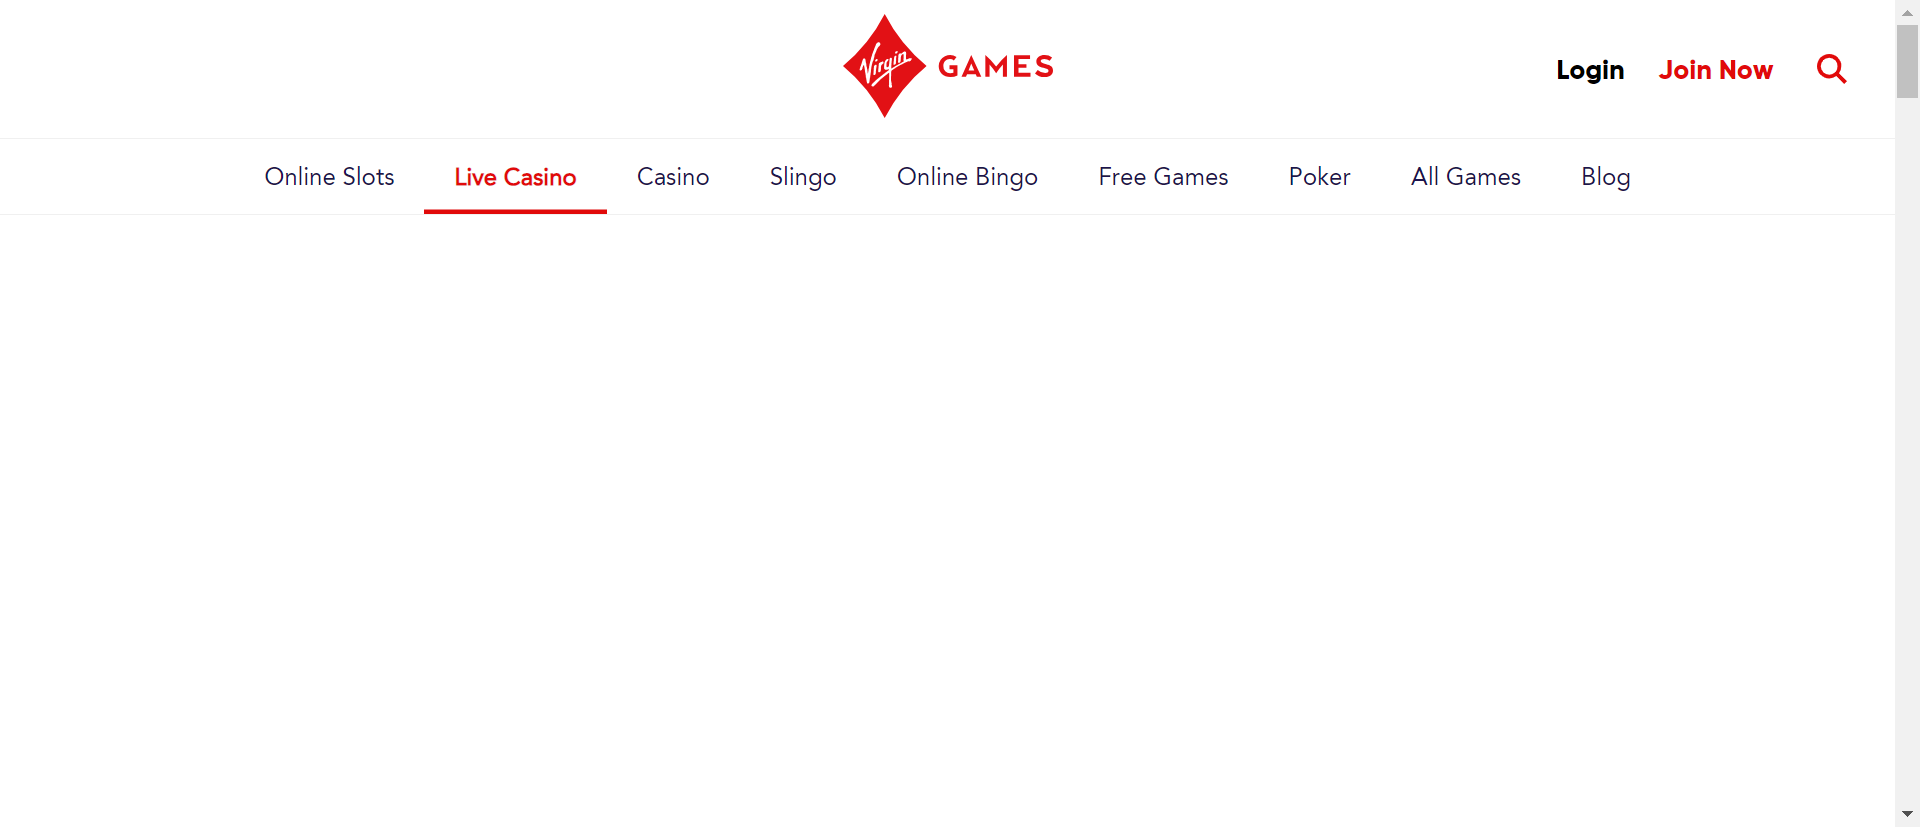 Virgin GAMES
Login Join Now
Online Slots Live Casino Casino Slingo Online Bingo Free Games Poker All Games Blog